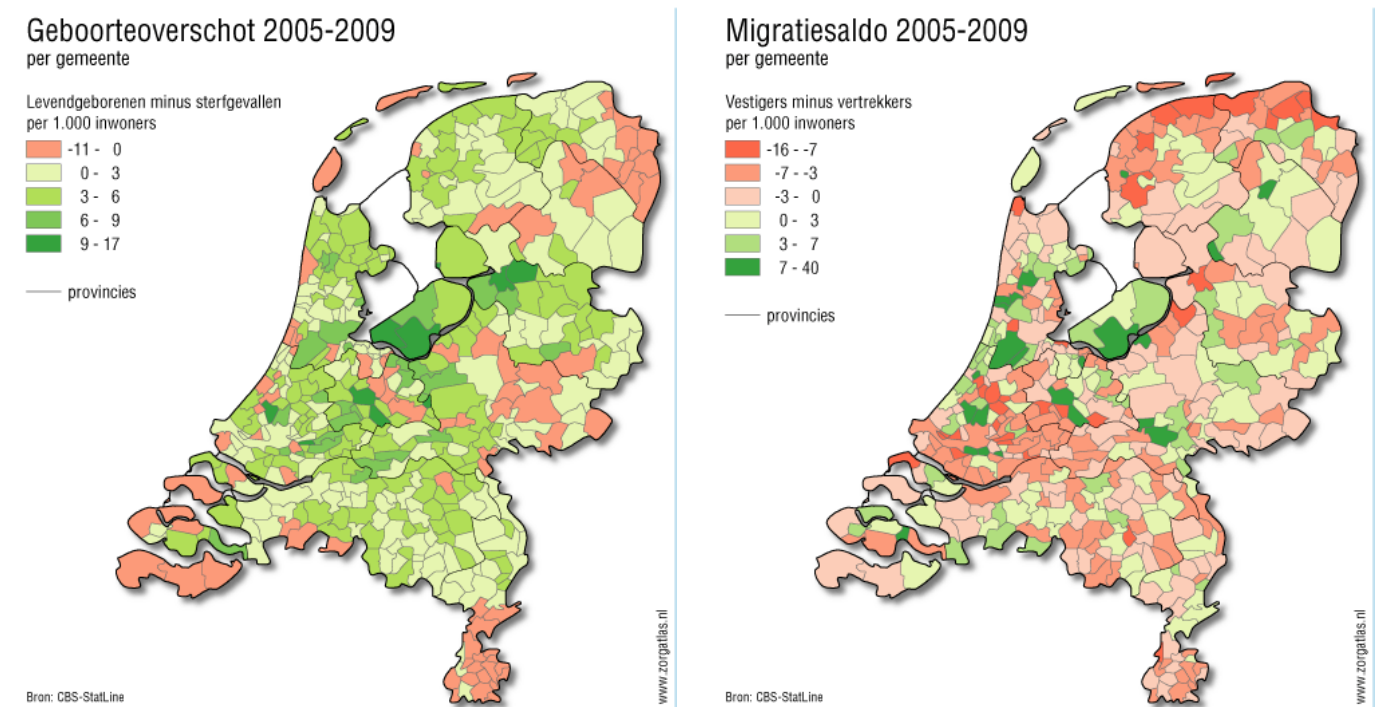 Geboorteoverschot 2005-2009
per gemeente
Levendgeborenen minus sterfgevallen
per 1.000 inwoners
-11 - 0
0 - 3
3 - 6
6 - 9
9 - 17
provincies
Bron: CBS-StatLine
www.zorgatlas.nl
Migratiesaldo 2005-2009
per gemeente
Vestigers minus vertrekkers
per 1.000 inwoners
-16 - -7
-7 - -3
-3 - 0
0 - 3
3 - 7
7 - 40
provincies
Bron: CBS-StatLine
www.zorgatlas.nl